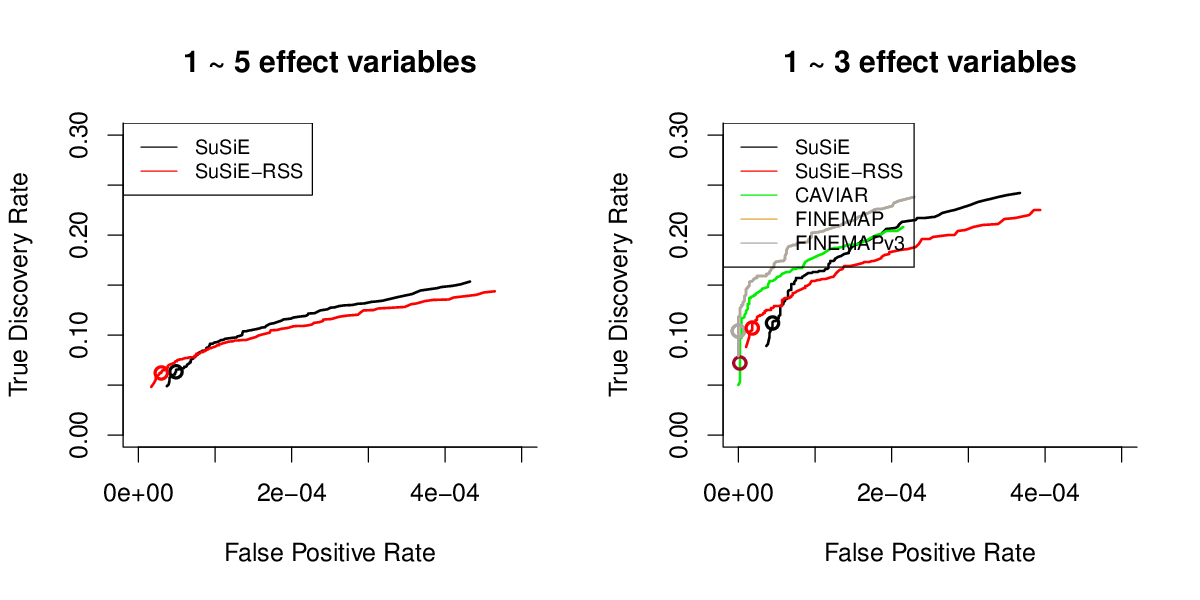 1 ~ 5 effect variables
True Discovery Rate
0.30
0.20
0.10
0.00
SuSiE
SuSiE−RSS
0e+00
2e−04
4e−04
False Positive Rate
1 ~ 3 effect variables
True Discovery Rate
0.30
0.20
0.10
0.00
SuSiE
SuSiE−RSS
CAVIAR
FINEMAP
FINEMAPv3
0e+00
2e−04
4e−04
False Positive Rate